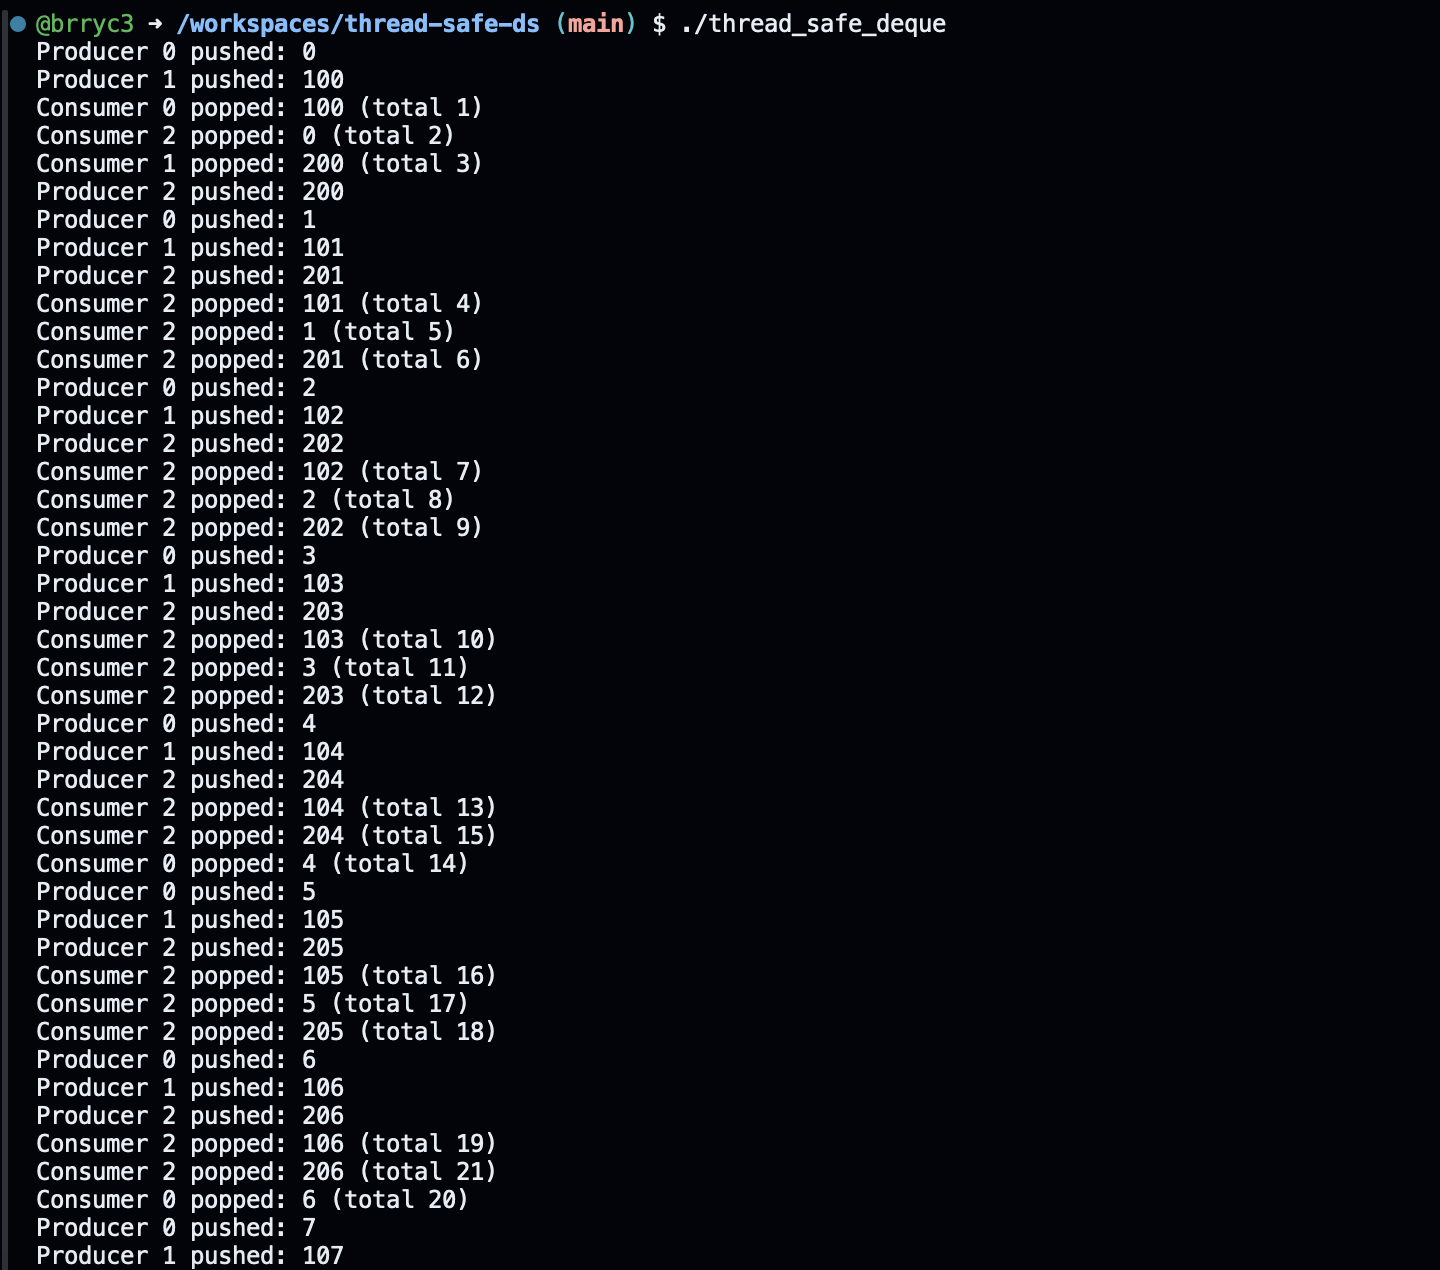 @brryc3 → /workspaces/thread-safe-ds (main) $ ./thread_safe_deque
Producer 0 pushed: 0
Producer 1 pushed: 100
Consumer 0 popped: 100 (total 1)
Consumer 2 popped: 0 (total 2)
Consumer 1 popped: 200 (total 3)
Producer 2 pushed: 200
Producer 0 pushed: 1
Producer 1 pushed: 101
Producer 2 pushed: 201
Consumer 2 popped: 101 (total 4)
Consumer 2 popped: 1 (total 5)
Consumer 2 popped: 201 (total 6)
Producer 0 pushed: 2
Producer 1 pushed: 102
Producer 2 pushed: 202
Consumer 2 popped: 102 (total 7)
Consumer 2 popped: 2 (total 8)
Consumer 2 popped: 202 (total 9)
Producer 0 pushed: 3
Producer 1 pushed: 103
Producer 2 pushed: 203
Consumer 2 popped: 103 (total 10)
Consumer 2 popped: 3 (total 11)
Consumer 2 popped: 203 (total 12)
Producer 0 pushed: 4
Producer 1 pushed: 104
Producer 2 pushed: 204
Consumer 2 popped: 104 (total 13)
Consumer 2 popped: 204 (total 15)
Consumer 0 popped: 4 (total 14)
Producer 0 pushed: 5
Producer 1 pushed: 105
Producer 2 pushed: 205
Consumer 2 popped: 105 (total 16)
Consumer 2 popped: 5 (total 17)
Consumer 2 popped: 205 (total 18)
Producer 0 pushed: 6
Producer 1 pushed: 106
Producer 2 pushed: 206
Consumer 2 popped: 106 (total 19)
Consumer 2 popped: 206 (total 21)
Consumer 0 popped: 6 (total 20)
Producer 0 pushed: 7
Producer 1 pushed: 107